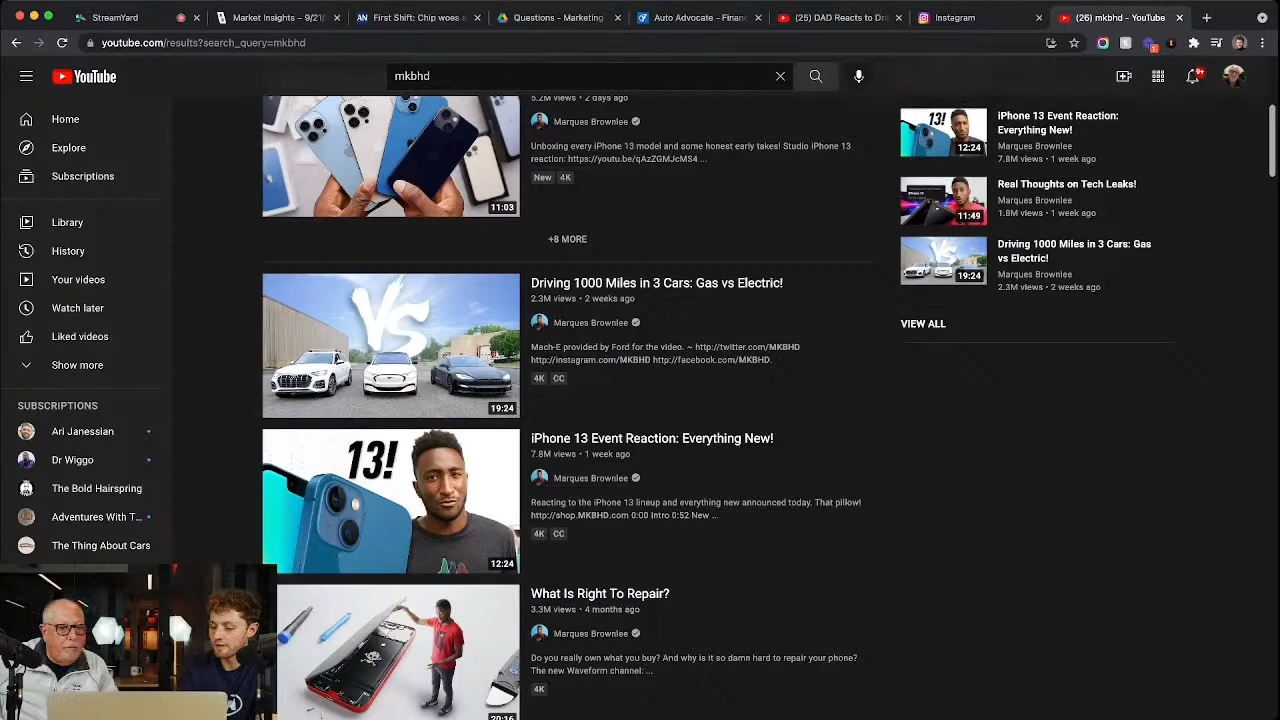 StreamYard
Market Insights – 9/21/
First Shift: Chip woes s
Questions - Marketing
Auto Advocate - Financ
(25) DAD Reacts to Dra
Instagram
(26) mkbhd - YouTube
youtube.com/results?search_query=mkbhd
1
1
YouTube
mkbhd
9+
Home
Explore
Subscriptions
Library
History
Your videos
Watch later
Liked videos
Show more
SUBSCRIPTIONS
Ari Janessian
Dr Wiggo
The Bold Hairspring
Adventures With T...
The Thing About Cars
5.2M views • 2 days ago
Marques Brownlee
Unboxing every iPhone 13 model and some honest early takes! Studio iPhone 13
reaction: https://youtu.be/qAzZGMJcMS4 ...
New 4K
11:03
+8 MORE
VS
19:24
Driving 1000 Miles in 3 Cars: Gas vs Electric!
2.3M views • 2 weeks ago
Marques Brownlee
Mach-E provided by Ford for the video. ~ http://twitter.com/MKBHD
http://instagram.com/MKBHD http://facebook.com/MKBHD.
4K CC
13!
12:24
iPhone 13 Event Reaction: Everything New!
7.8M views • 1 week ago
Marques Brownlee
Reacting to the iPhone 13 lineup and everything new announced today. That pillow!
http://shop.MKBHD.com 0:00 Intro 0:52 New ...
4K CC
20:16
What Is Right To Repair?
3.3M views • 4 months ago
Marques Brownlee
Do you really own what you buy? And why is it so damn hard to repair your phone?
The new Waveform channel: ...
4K
13!
12:24
iPhone 13 Event Reaction:
Everything New!
Marques Brownlee
7.8M views • 1 week ago
11:49
Real Thoughts on Tech Leaks!
Marques Brownlee
1.8M views • 1 week ago
VS
19:24
Driving 1000 Miles in 3 Cars: Gas
vs Electric!
Marques Brownlee
2.3M views • 2 weeks ago
VIEW ALL